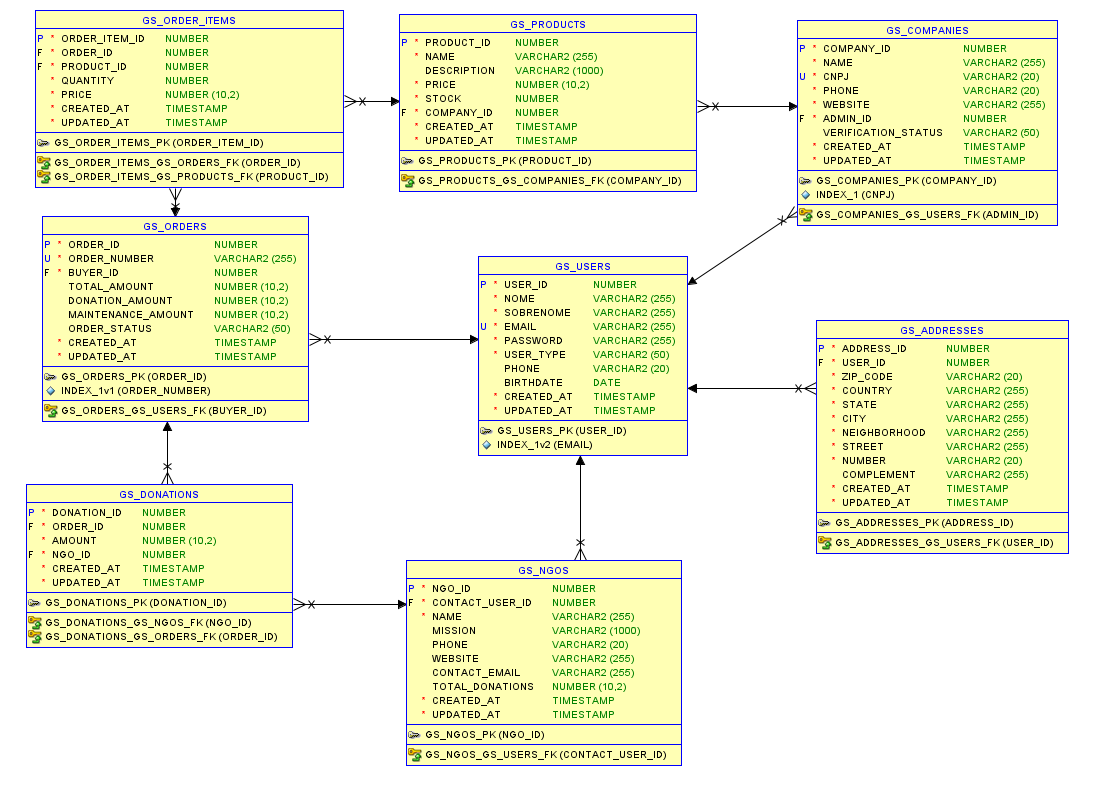 GS_ORDER_ITEMS
P * ORDER_ITEM_ID NUMBER
F * ORDER_ID NUMBER
F * PRODUCT_ID NUMBER
* QUANTITY NUMBER
* PRICE NUMBER (10,2)
* CREATED_AT TIMESTAMP
* UPDATED_AT TIMESTAMP
GS_ORDER_ITEMS_PK (ORDER_ITEM_ID)
GS_ORDER_ITEMS_GS_ORDERS_FK (ORDER_ID)
GS_ORDER_ITEMS_GS_PRODUCTS_FK (PRODUCT_ID)
GS_PRODUCTS
P * PRODUCT_ID NUMBER
* NAME VARCHAR2 (255)
DESCRIPTION VARCHAR2 (1000)
* PRICE NUMBER (10,2)
* STOCK NUMBER
F * COMPANY_ID NUMBER
* CREATED_AT TIMESTAMP
* UPDATED_AT TIMESTAMP
GS_PRODUCTS_PK (PRODUCT_ID)
GS_PRODUCTS_GS_COMPANIES_FK (COMPANY_ID)
GS_COMPANIES
P * COMPANY_ID NUMBER
* NAME VARCHAR2 (255)
U * CNPJ VARCHAR2 (20)
* PHONE VARCHAR2 (20)
* WEBSITE VARCHAR2 (255)
F * ADMIN_ID NUMBER
VERIFICATION_STATUS VARCHAR2 (50)
* CREATED_AT TIMESTAMP
* UPDATED_AT TIMESTAMP
GS_COMPANIES_PK (COMPANY_ID)
INDEX_1 (CNPJ)
GS_COMPANIES_GS_USERS_FK (ADMIN_ID)
GS_ORDERS
P * ORDER_ID NUMBER
U * ORDER_NUMBER VARCHAR2 (255)
F * BUYER_ID NUMBER
TOTAL_AMOUNT NUMBER (10,2)
DONATION_AMOUNT NUMBER (10,2)
MAINTENANCE_AMOUNT NUMBER (10,2)
ORDER_STATUS VARCHAR2 (50)
* CREATED_AT TIMESTAMP
* UPDATED_AT TIMESTAMP
GS_ORDERS_PK (ORDER_ID)
INDEX_1v1 (ORDER_NUMBER)
GS_ORDERS_GS_USERS_FK (BUYER_ID)
GS_USERS
P * USER_ID NUMBER
* NOME VARCHAR2 (255)
* SOBRENOME VARCHAR2 (255)
U * EMAIL VARCHAR2 (255)
* PASSWORD VARCHAR2 (255)
* USER_TYPE VARCHAR2 (50)
PHONE VARCHAR2 (20)
BIRTHDATE DATE
* CREATED_AT TIMESTAMP
* UPDATED_AT TIMESTAMP
GS_USERS_PK (USER_ID)
INDEX_1v2 (EMAIL)
GS_ADDRESSES
P * ADDRESS_ID NUMBER
F * USER_ID NUMBER
* ZIP_CODE VARCHAR2 (20)
* COUNTRY VARCHAR2 (255)
* STATE VARCHAR2 (255)
* CITY VARCHAR2 (255)
* NEIGHBORHOOD VARCHAR2 (255)
* STREET VARCHAR2 (255)
* NUMBER VARCHAR2 (20)
COMPLEMENT VARCHAR2 (255)
* CREATED_AT TIMESTAMP
* UPDATED_AT TIMESTAMP
GS_ADDRESSES_PK (ADDRESS_ID)
GS_ADDRESSES_GS_USERS_FK (USER_ID)
GS_DONATIONS
P * DONATION_ID NUMBER
F * ORDER_ID NUMBER
* AMOUNT NUMBER (10,2)
F * NGO_ID NUMBER
* CREATED_AT TIMESTAMP
* UPDATED_AT TIMESTAMP
GS_DONATIONS_PK (DONATION_ID)
GS_DONATIONS_GS_NGOS_FK (NGO_ID)
GS_DONATIONS_GS_ORDERS_FK (ORDER_ID)
GS_NGOS
P * NGO_ID NUMBER
F * CONTACT_USER_ID NUMBER
* NAME VARCHAR2 (255)
MISSION VARCHAR2 (1000)
PHONE VARCHAR2 (20)
WEBSITE VARCHAR2 (255)
CONTACT_EMAIL VARCHAR2 (255)
TOTAL_DONATIONS NUMBER (10,2)
* CREATED_AT TIMESTAMP
* UPDATED_AT TIMESTAMP
GS_NGOS_PK (NGO_ID)
GS_NGOS_GS_USERS_FK (CONTACT_USER_ID)